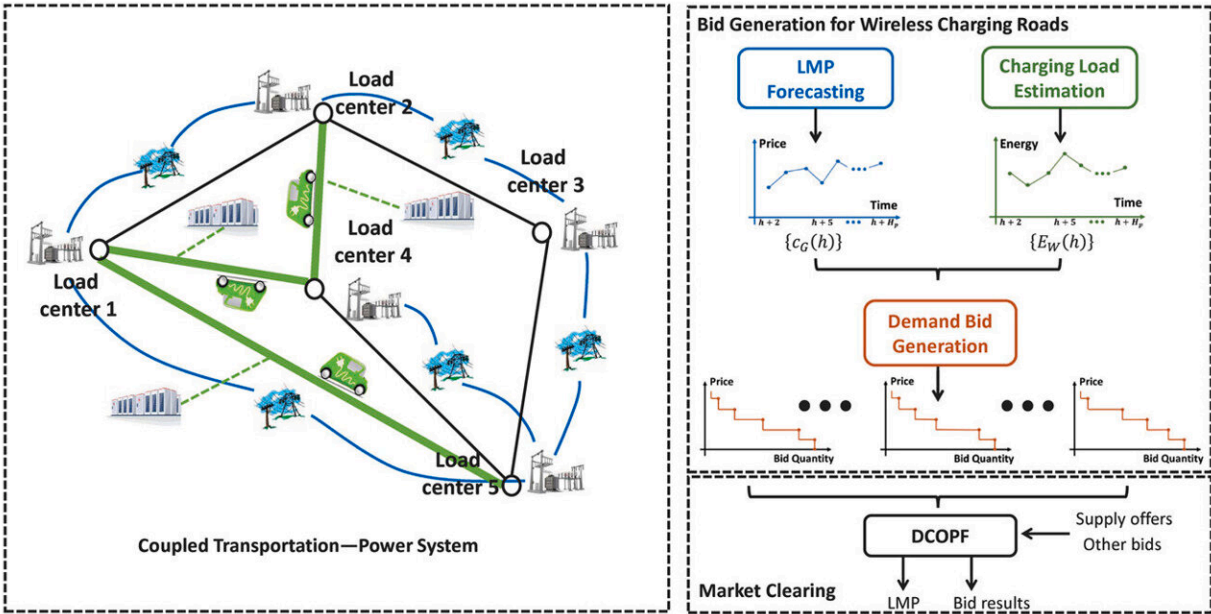 Load
center 2
Load
center 3
Load
center 4
Load
center 1
Load
center 5
Coupled Transportation—Power System
Bid Generation for Wireless Charging Roads
LMP
Forecasting
Charging Load
Estimation
Price
Energy
Time
Time
h + 2
h + 5
h + H_p
h + 2
h + 5
h + H_p
{c_G(h)}
{E_W(h)}
Demand Bid
Generation
Price
Price
Price
Bid Quantity
Bid Quantity
Bid Quantity
DCOPF
Supply offers
Other bids
Market Clearing
LMP
Bid results